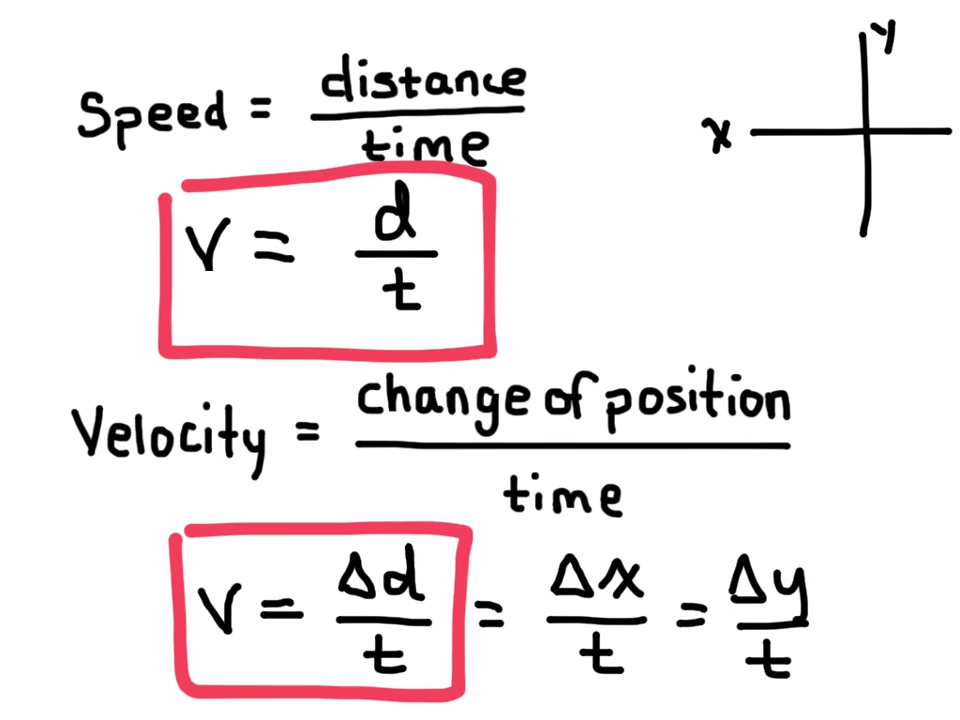 Speed = distance / time
y
x
V = d / t
Velocity = change of position / time
V = Δd / t = Δx / t = Δy / t